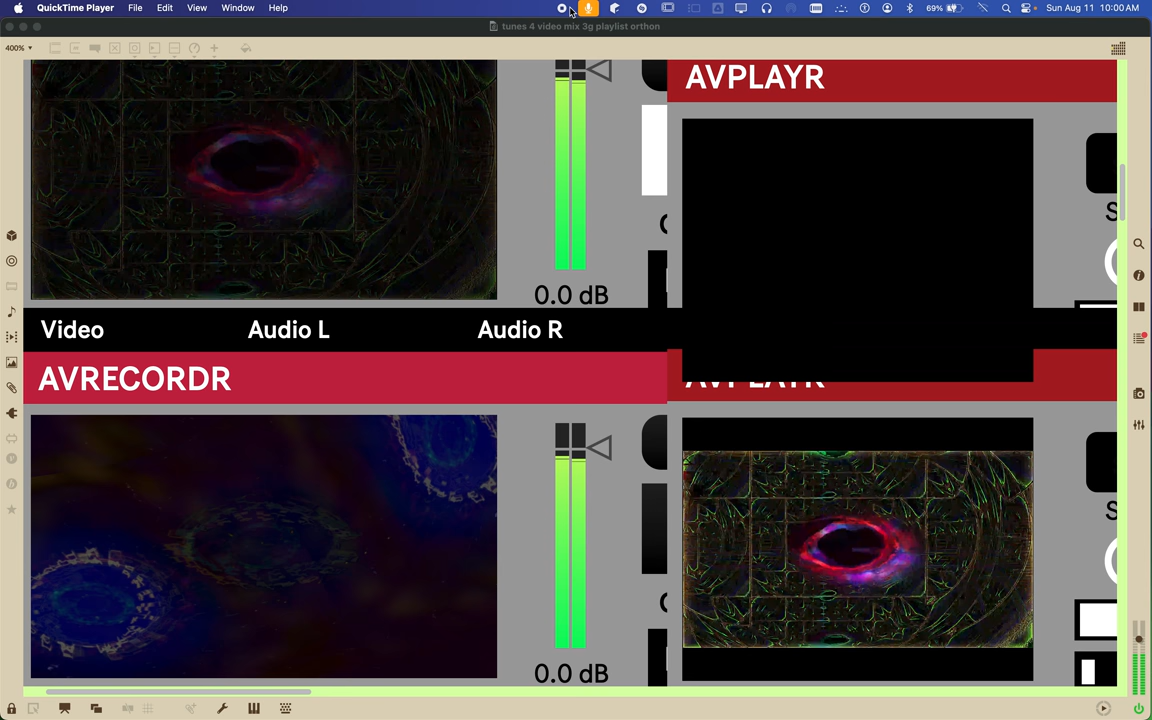 QuickTime Player File Edit View Window Help 69% Sun Aug 11 10:00 AM
tunes 4 video mix 3g playlist orthon
400%
AVPLAYR
S
0.0 dB
Video Audio L Audio R
AVRECORDR
AVPLAYR
S
0.0 dB